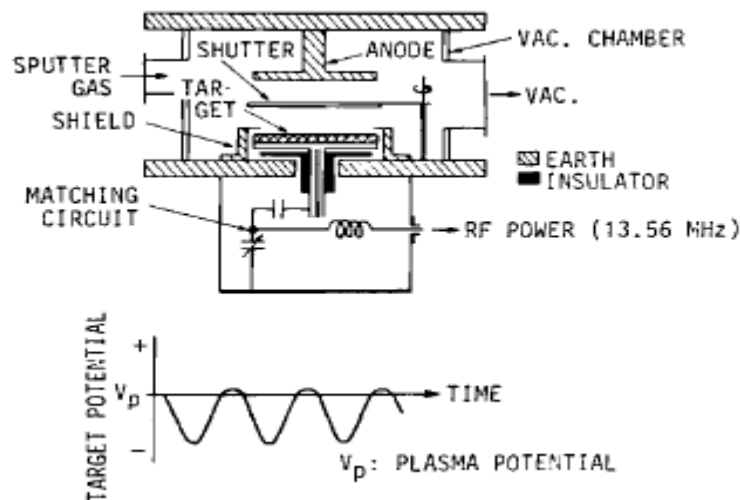 SPUTTER
GAS
SHUTTER
ANODE
VAC. CHAMBER
TAR-
GET
VAC.
SHIELD
EARTH
INSULATOR
MATCHING
CIRCUIT
RF POWER (13.56 MHz)
TARGET POTENTIAL
+
Vp
−
TIME
Vp: PLASMA POTENTIAL